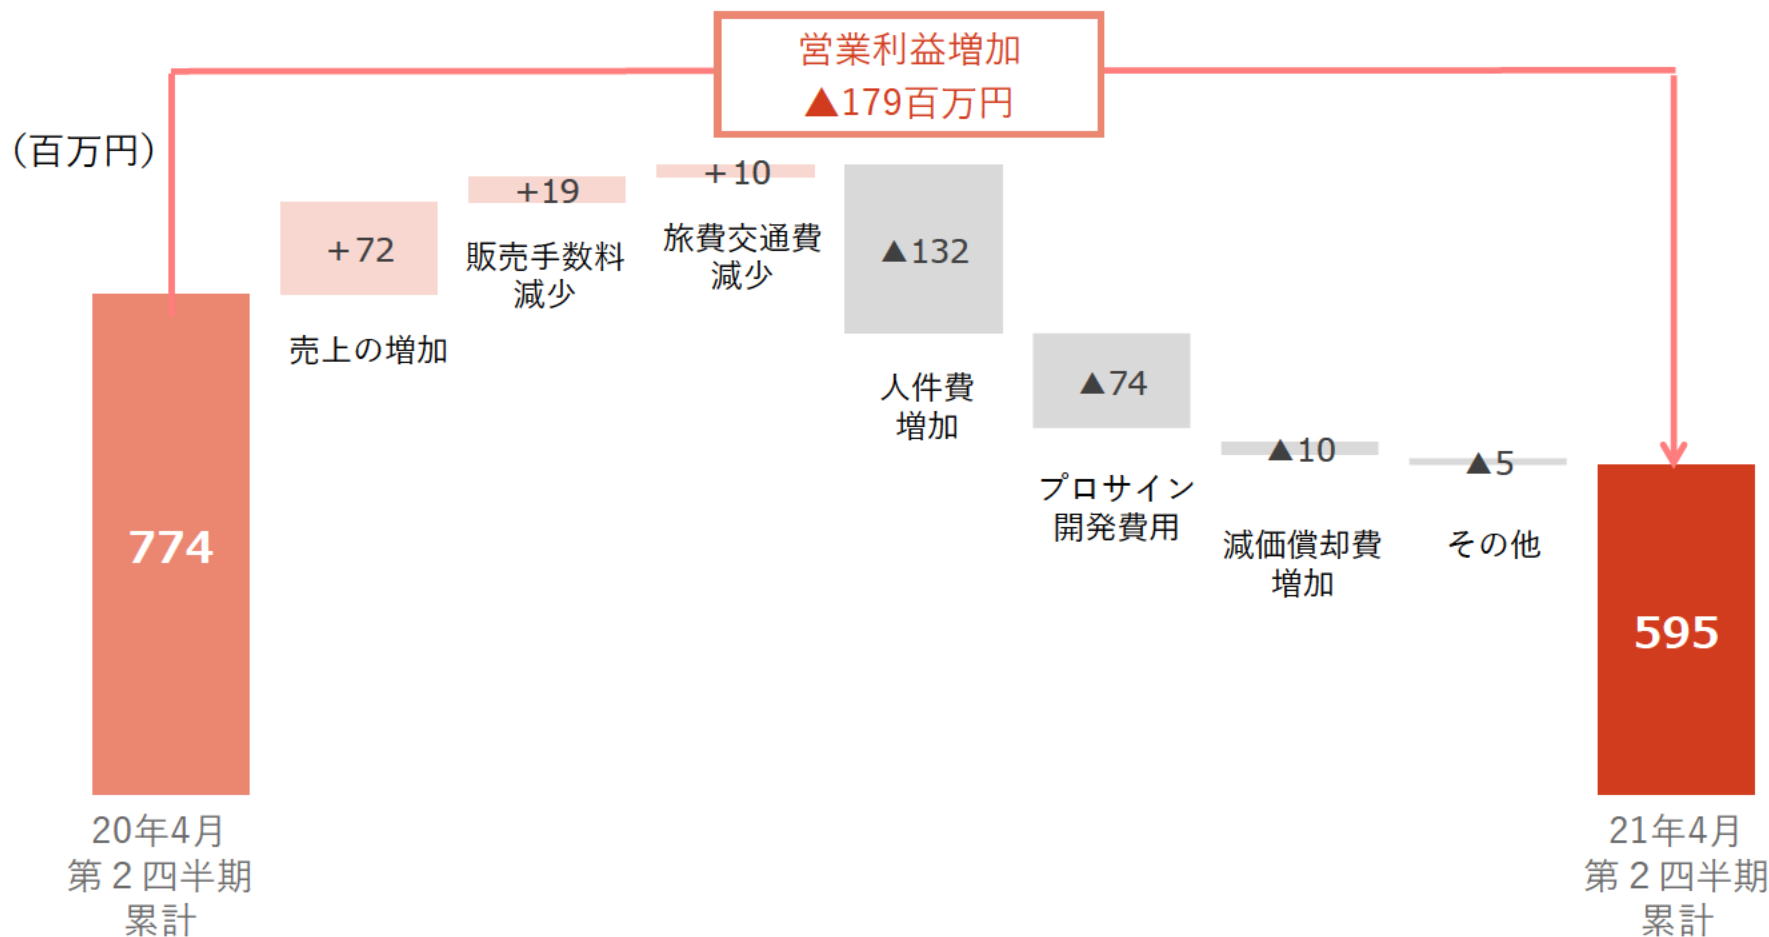 営業利益増加
▲179百万円
（百万円）
+72
売上の増加
+19
販売手数料
減少
+10
旅費交通費
減少
▲132
人件費
増加
▲74
プロサイン
開発費用
▲10
減価償却費
増加
▲5
その他
774
595
20年4月
第２四半期
累計
21年4月
第２四半期
累計